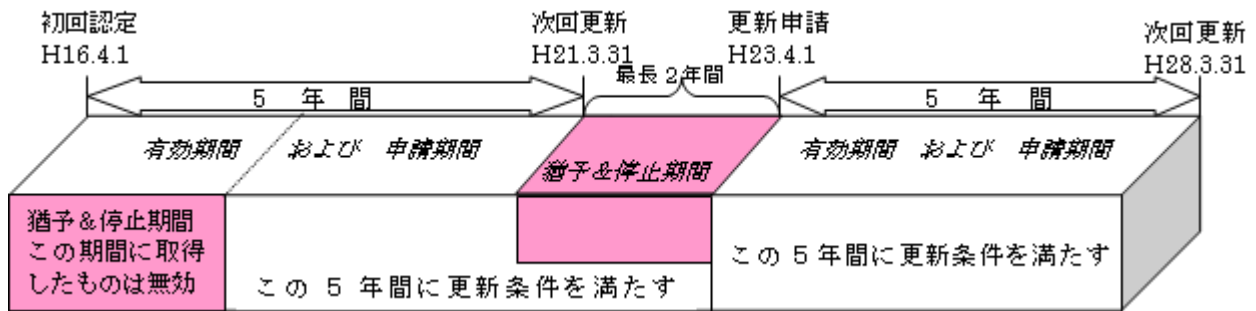 初回認定
H16.4.1
次回更新
H21.3.31
更新申請
H23.4.1
次回更新
H28.3.31
5 年 間
最長2年間
5 年 間
有効期間 および 申請期間
猶予&停止期間
有効期間 および 申請期間
猶予&停止期間
この期間に取得
したものは無効
この 5 年間に更新条件を満たす
この 5 年間に更新条件を満たす